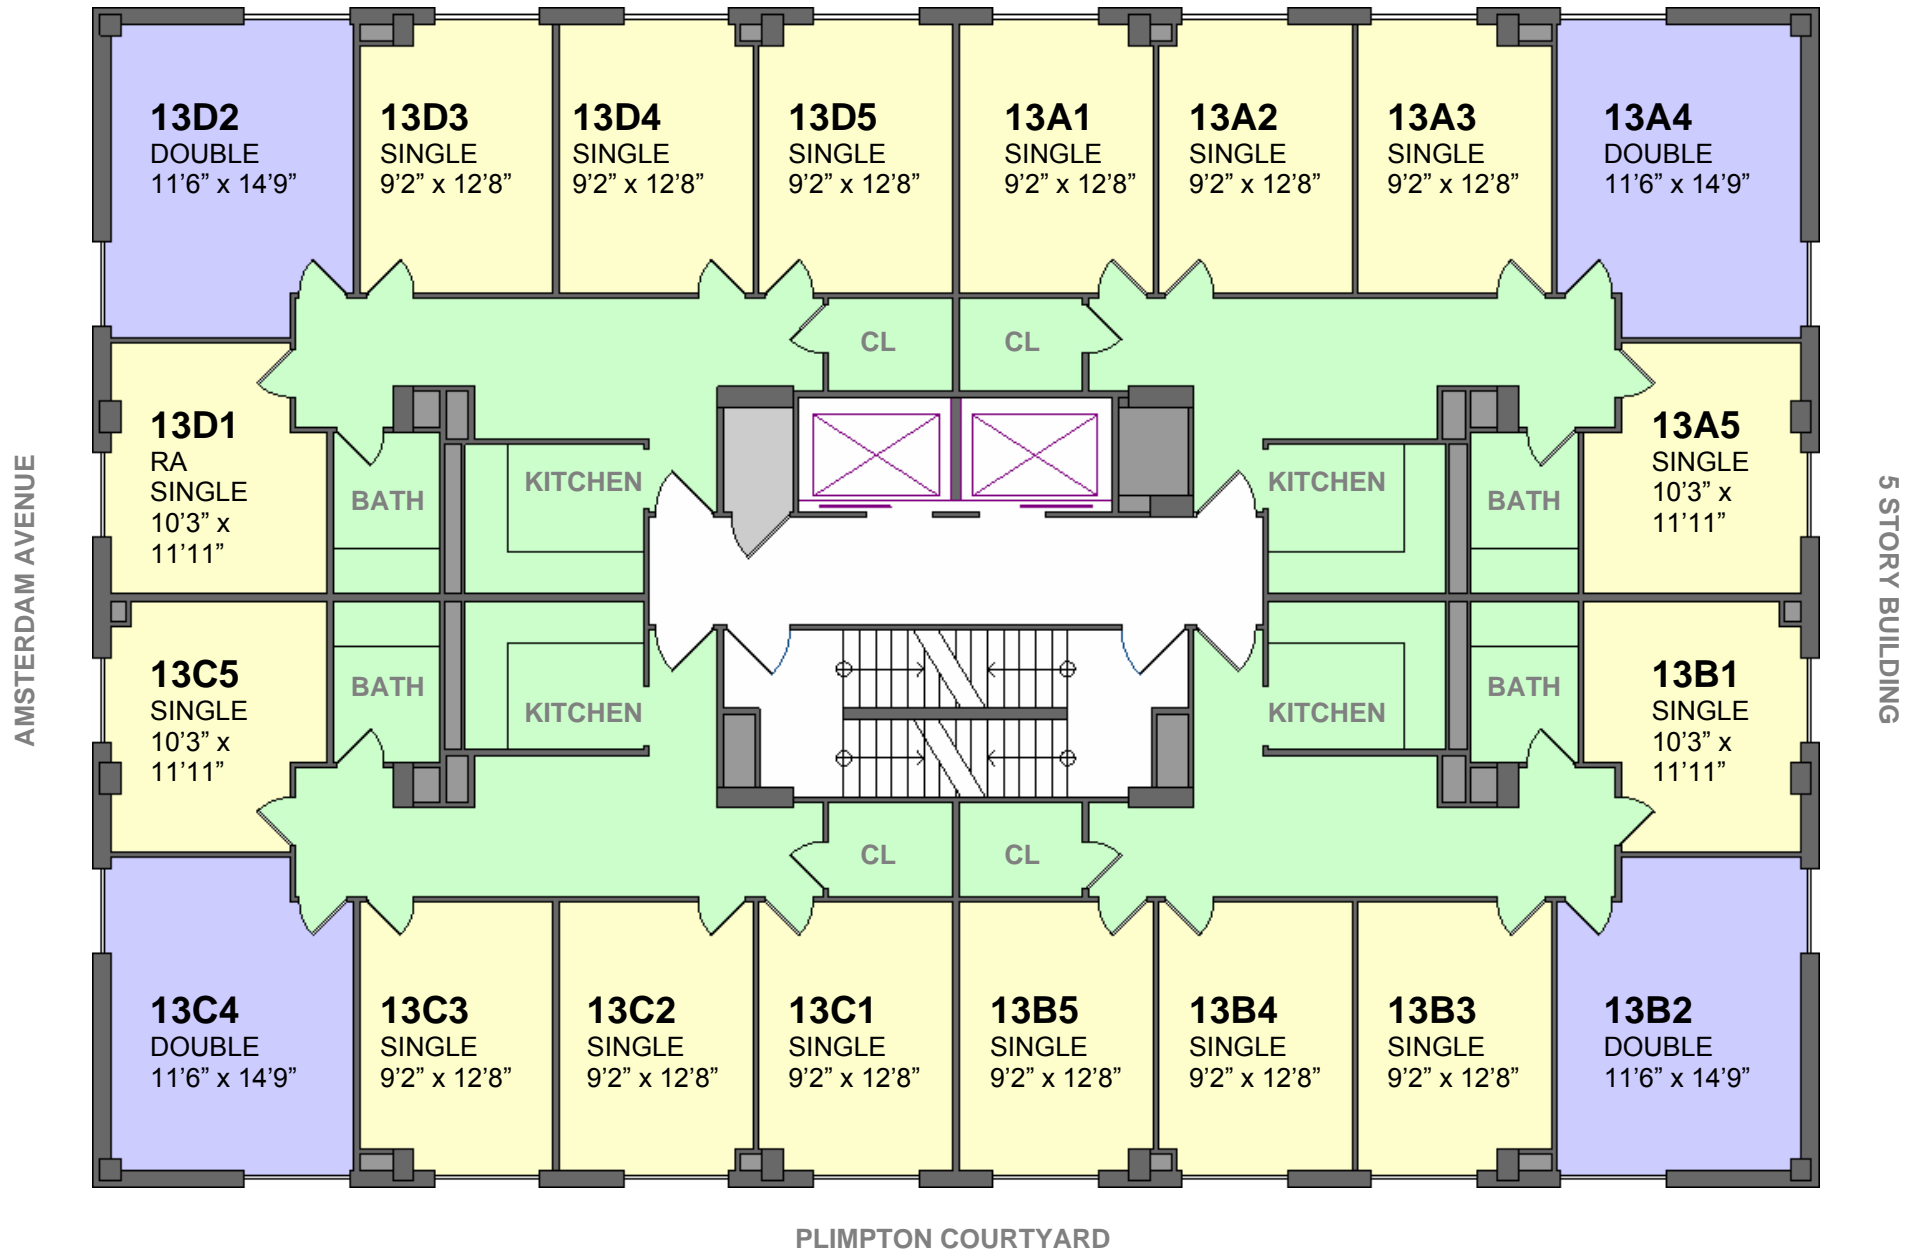 13D2
DOUBLE
11’6” x 14’9”
13D3
SINGLE
9’2” x 12’8”
13D4
SINGLE
9’2” x 12’8”
13D5
SINGLE
9’2” x 12’8”
13A1
SINGLE
9’2” x 12’8”
13A2
SINGLE
9’2” x 12’8”
13A3
SINGLE
9’2” x 12’8”
13A4
DOUBLE
11’6” x 14’9”
CL
CL
13D1
RA
SINGLE
10’3” x
11’11”
BATH
KITCHEN
KITCHEN
BATH
13A5
SINGLE
10’3” x
11’11”
AMSTERDAM AVENUE
5 STORY BUILDING
13C5
SINGLE
10’3” x
11’11”
BATH
KITCHEN
KITCHEN
BATH
13B1
SINGLE
10’3” x
11’11”
CL
CL
13C4
DOUBLE
11’6” x 14’9”
13C3
SINGLE
9’2” x 12’8”
13C2
SINGLE
9’2” x 12’8”
13C1
SINGLE
9’2” x 12’8”
13B5
SINGLE
9’2” x 12’8”
13B4
SINGLE
9’2” x 12’8”
13B3
SINGLE
9’2” x 12’8”
13B2
DOUBLE
11’6” x 14’9”
PLIMPTON COURTYARD